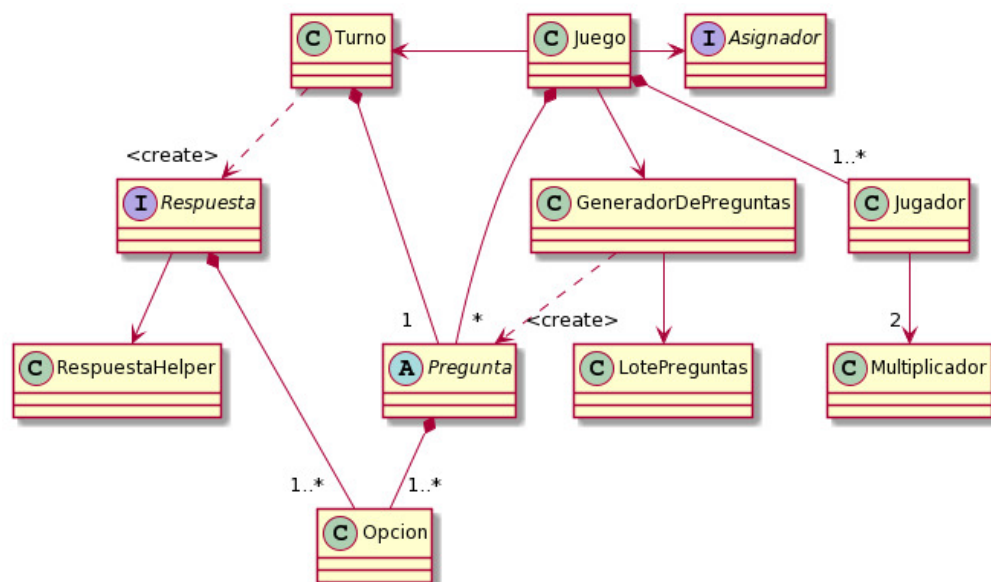 C Turno
C Juego
I Asignador
<create>
1..*
I Respuesta
C GeneradorDePreguntas
C Jugador
1
*
<create>
2
C RespuestaHelper
A Pregunta
C LotePreguntas
C Multiplicador
1..*
1..*
C Opcion